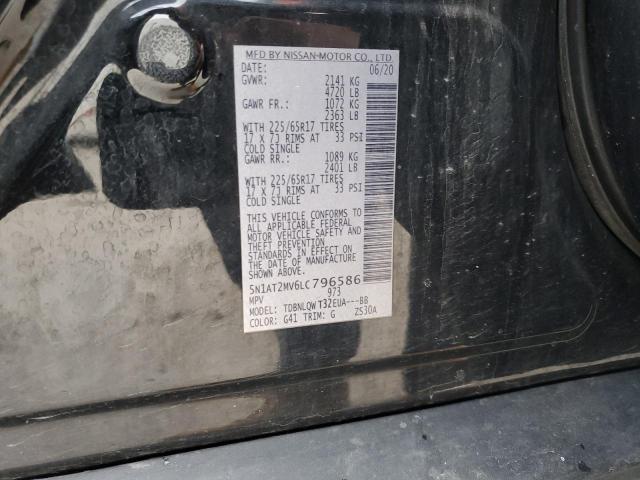 MFD BY NISSAN-MOTOR CO., LTD.
DATE: 06/20
GVWR: 2141 KG
4720 LB
GAWR FR.: 1072 KG
2363 LB
WITH 225/65R17 TIRES
17 X 7J RIMS AT 33 PSI
COLD SINGLE
GAWR RR.: 1089 KG
2401 LB
WITH 225/65R17 TIRES
17 X 7J RIMS AT 33 PSI
COLD SINGLE
THIS VEHICLE CONFORMS TO
ALL APPLICABLE FEDERAL
MOTOR VEHICLE SAFETY AND
THEFT PREVENTION
STANDARDS IN EFFECT ON
THE DATE OF MANUFACTURE
SHOWN ABOVE.
5N1AT2MV6LC796586
MPV 973
MODEL: TDBNLQW T32EUA---BB
COLOR: G41 TRIM: G ZS30A